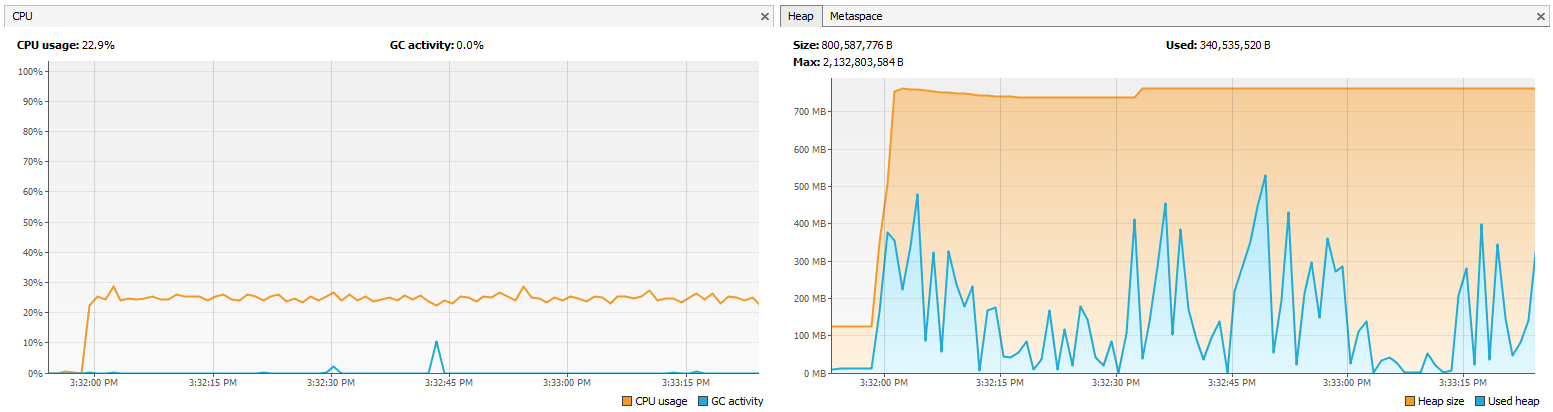 CPU
CPU usage: 22.9%
GC activity: 0.0%
100%
90%
80%
70%
60%
50%
40%
30%
20%
10%
0%
3:32:00 PM
3:32:15 PM
3:32:30 PM
3:32:45 PM
3:33:00 PM
3:33:15 PM
CPU usage
GC activity
Heap
Metaspace
Size: 800,587,776 B
Used: 340,535,520 B
Max: 2,132,803,584 B
700 MB
600 MB
500 MB
400 MB
300 MB
200 MB
100 MB
0 MB
3:32:00 PM
3:32:15 PM
3:32:30 PM
3:32:45 PM
3:33:00 PM
3:33:15 PM
Heap size
Used heap